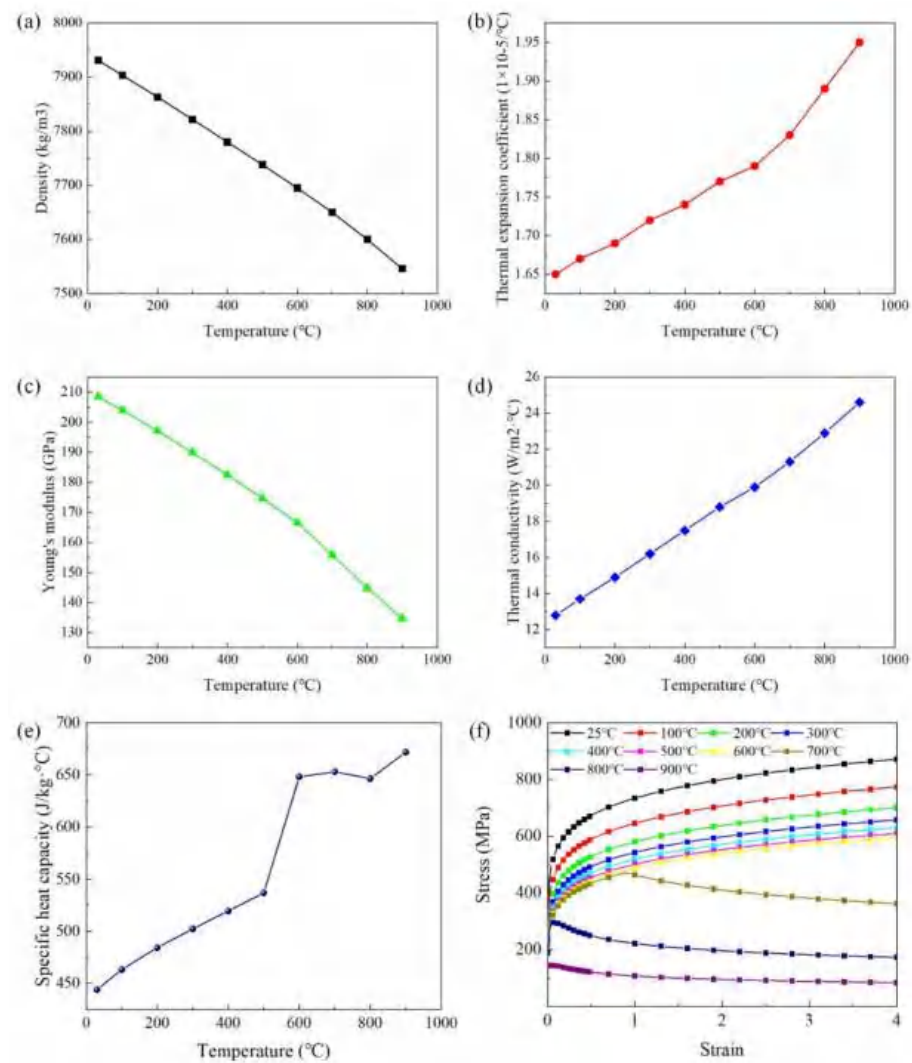 (a)
8000
7900
7800
7700
7600
7500
Density (kg/m3)
0 200 400 600 800 1000
Temperature (℃)
(b)
1.95
1.90
1.85
1.80
1.75
1.70
1.65
Thermal expansion coefficient (1×10-5/℃)
0 200 400 600 800 1000
Temperature (℃)
(c)
210
200
190
180
170
160
150
140
130
Young's modulus (GPa)
0 200 400 600 800 1000
Temperature (℃)
(d)
26
24
22
20
18
16
14
12
Thermal conductivity (W/m2·℃)
0 200 400 600 800 1000
Temperature (℃)
(e)
700
650
600
550
500
450
Specific heat capacity (J/kg·℃)
0 200 400 600 800 1000
Temperature (℃)
(f)
1000
800
600
400
200
Stress (MPa)
25℃ 100℃ 200℃ 300℃
400℃ 500℃ 600℃ 700℃
800℃ 900℃
0 1 2 3 4
Strain